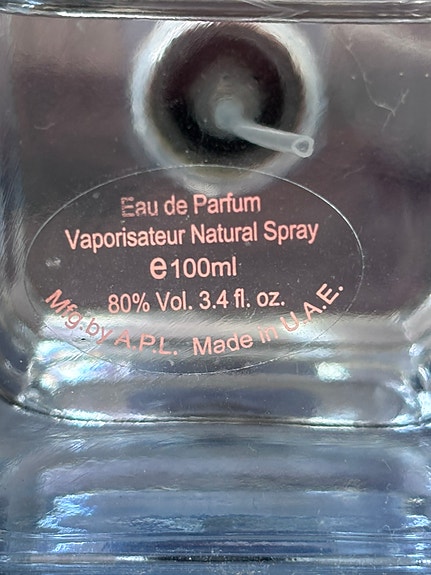 Eau de Parfum
Vaporisateur Natural Spray
℮100ml
80% Vol. 3.4 fl. oz.
Mfg.by A.P.L. Made in U.A.E.